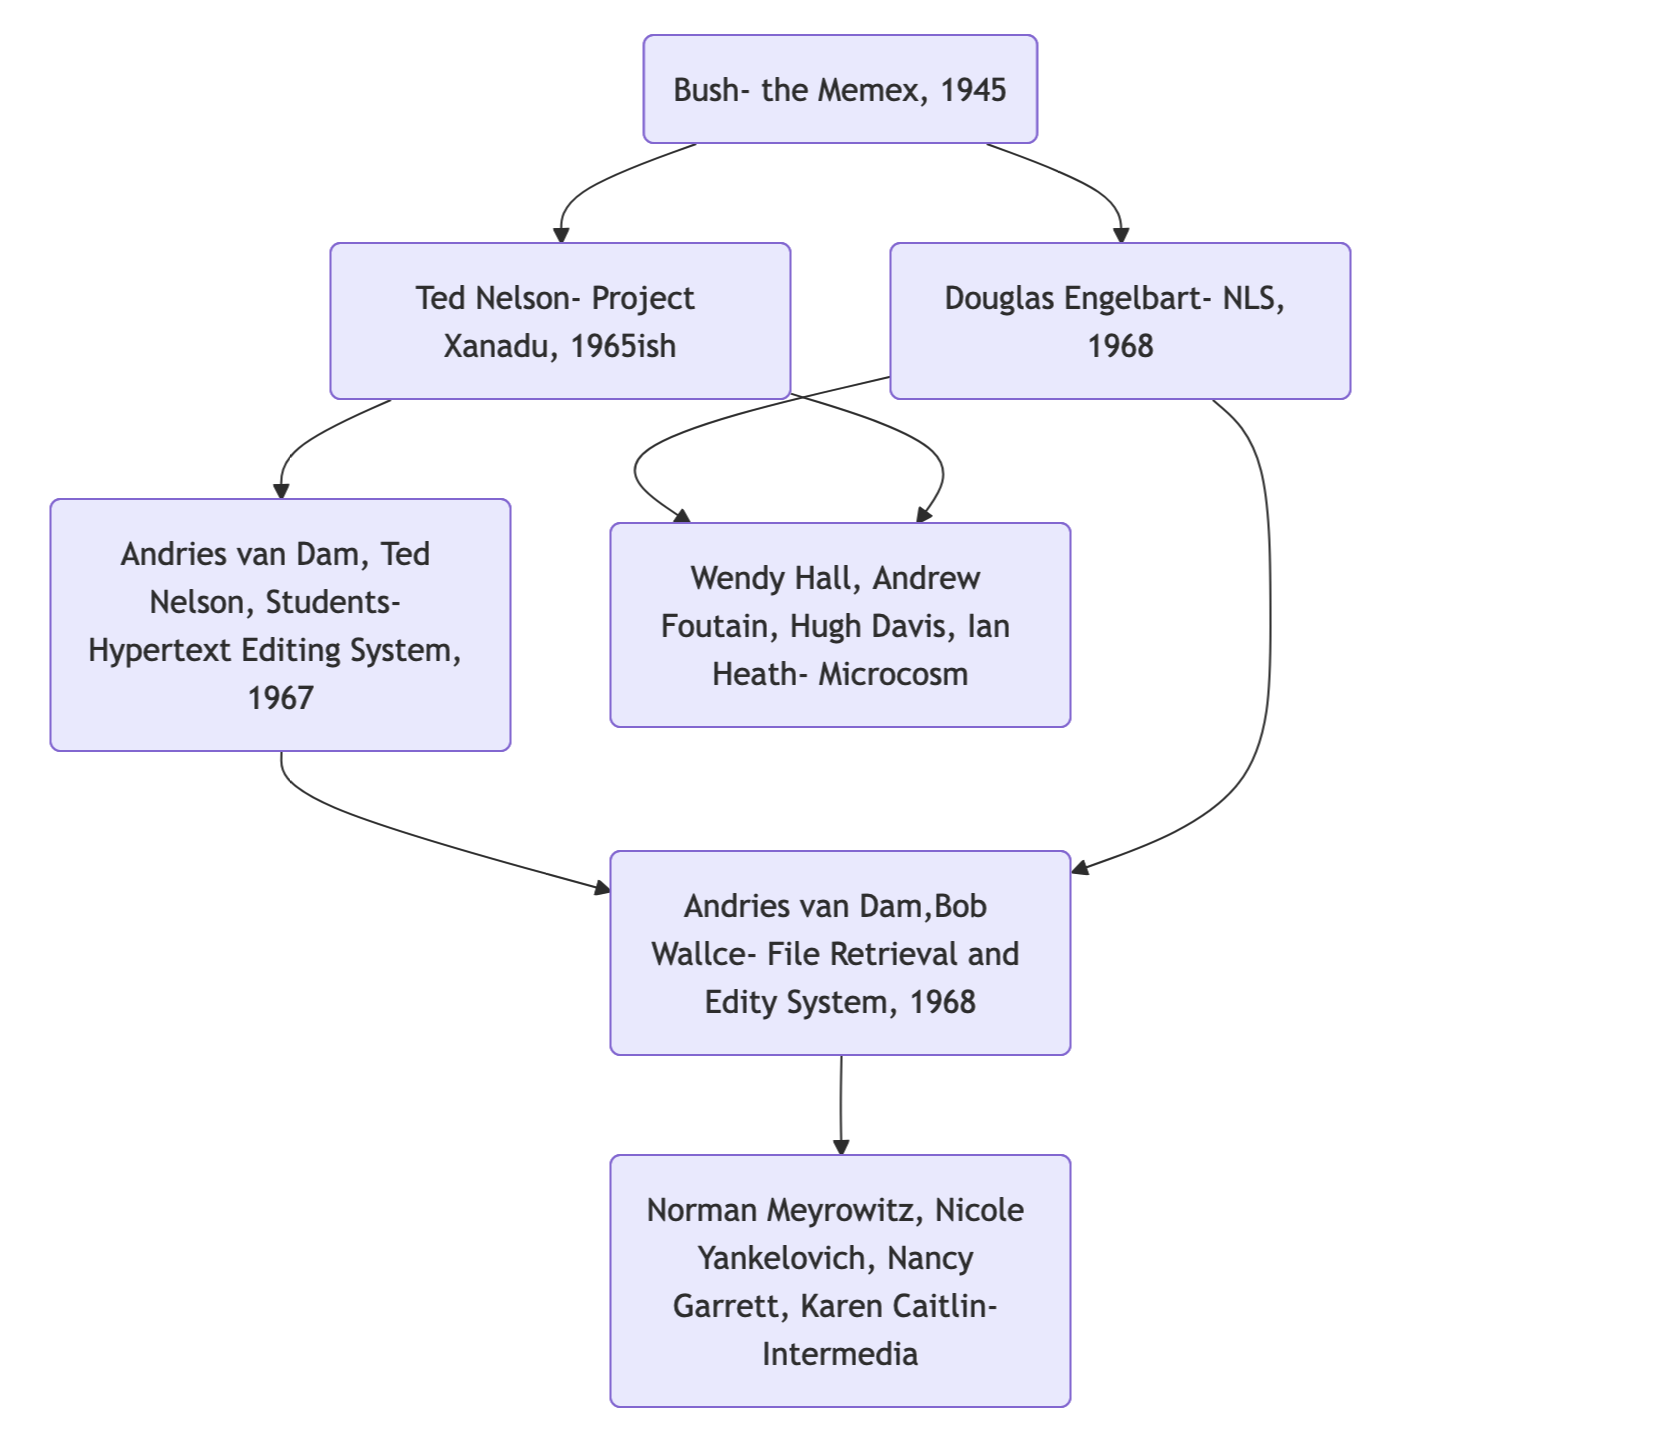 Bush- the Memex, 1945
Ted Nelson- Project
Xanadu, 1965ish
Douglas Engelbart- NLS,
1968
Andries van Dam, Ted
Nelson, Students-
Hypertext Editing System,
1967
Wendy Hall, Andrew
Foutain, Hugh Davis, Ian
Heath- Microcosm
Andries van Dam,Bob
Wallce- File Retrieval and
Edity System, 1968
Norman Meyrowitz, Nicole
Yankelovich, Nancy
Garrett, Karen Caitlin-
Intermedia